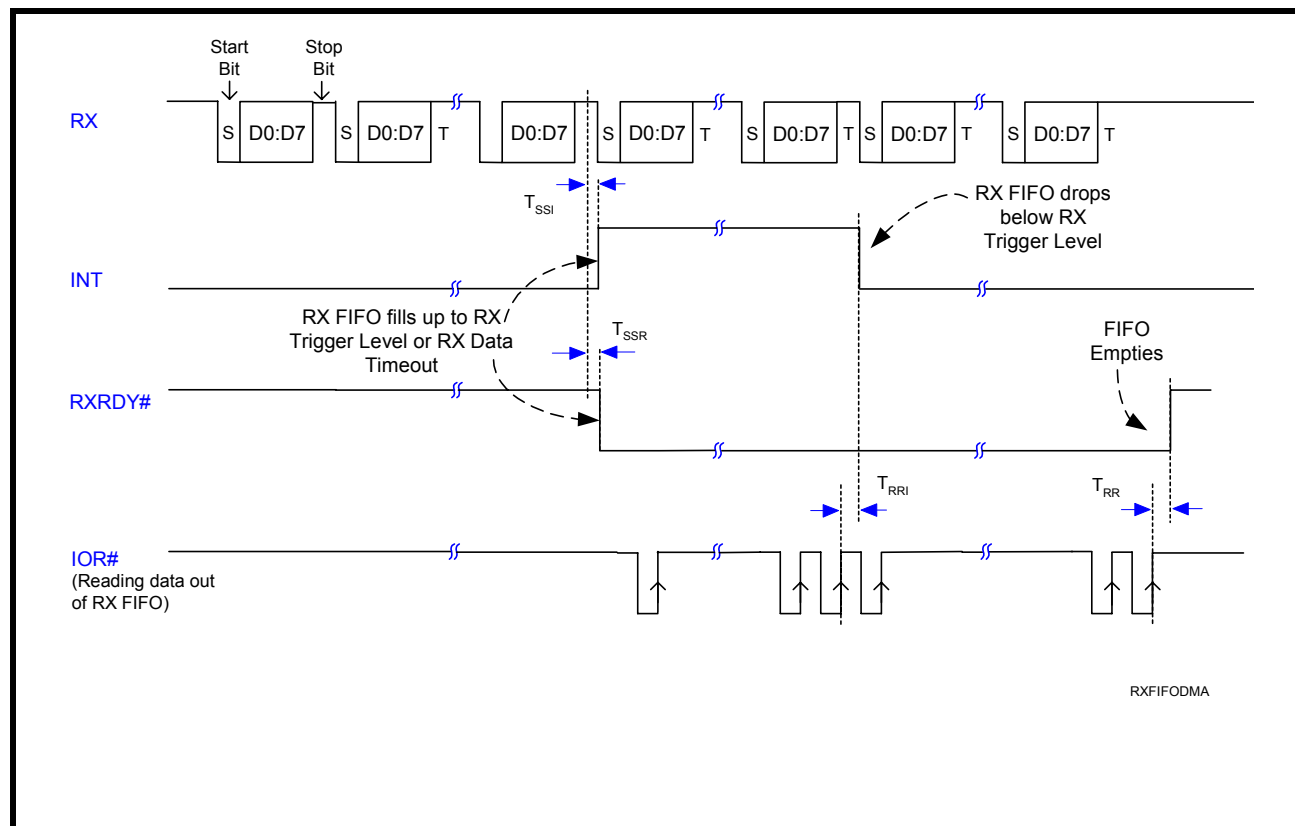 Start
Bit
Stop
Bit
RX
S D0:D7 S D0:D7 T D0:D7 S D0:D7 T S D0:D7 T S D0:D7 T S D0:D7 T
TSSI
RX FIFO drops
below RX
Trigger Level
INT
RX FIFO fills up to RX
Trigger Level or RX Data
Timeout
TSSR
FIFO
Empties
RXRDY#
TRRI
TRR
IOR#
(Reading data out
of RX FIFO)
RXFIFODMA